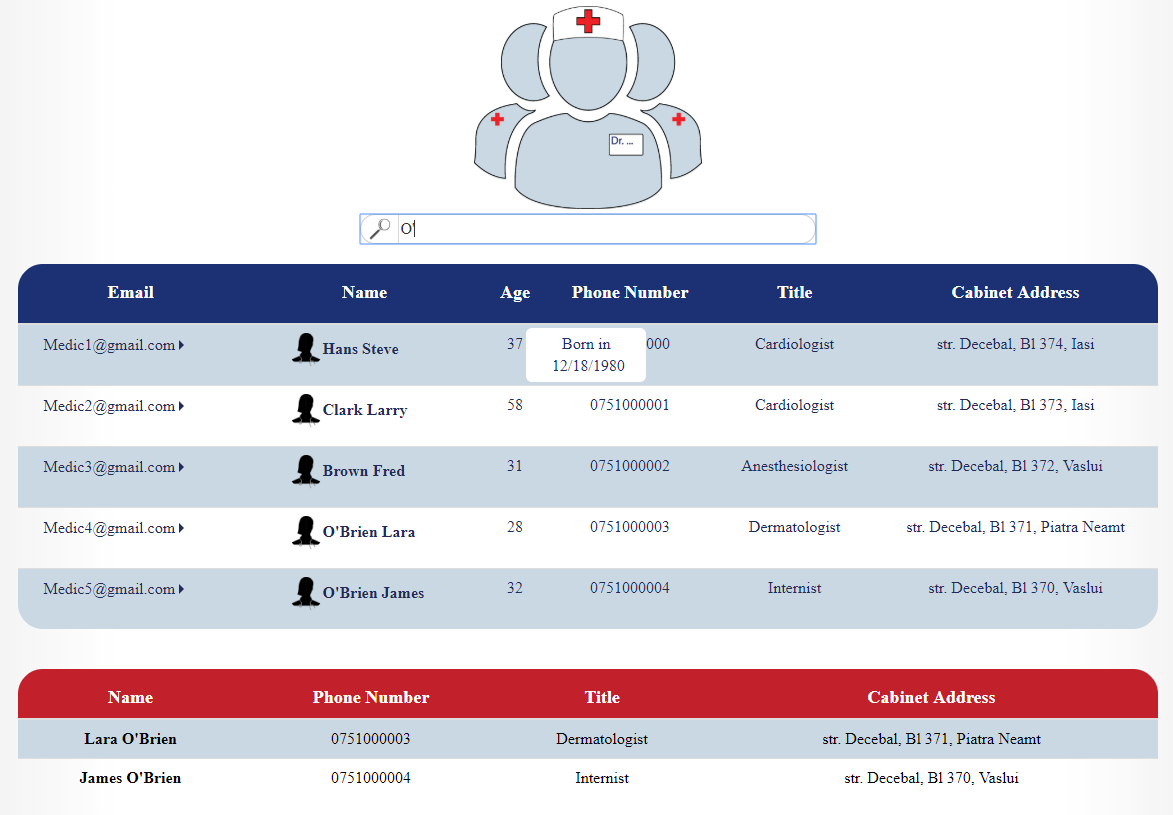 Dr. ...
O'
Email Name Age Phone Number Title Cabinet Address
Medic1@gmail.com Hans Steve 37 Born in 000 Cardiologist str. Decebal, Bl 374, Iasi
12/18/1980
Medic2@gmail.com Clark Larry 58 0751000001 Cardiologist str. Decebal, Bl 373, Iasi
Medic3@gmail.com Brown Fred 31 0751000002 Anesthesiologist str. Decebal, Bl 372, Vaslui
Medic4@gmail.com O'Brien Lara 28 0751000003 Dermatologist str. Decebal, Bl 371, Piatra Neamt
Medic5@gmail.com O'Brien James 32 0751000004 Internist str. Decebal, Bl 370, Vaslui
Name Phone Number Title Cabinet Address
Lara O'Brien 0751000003 Dermatologist str. Decebal, Bl 371, Piatra Neamt
James O'Brien 0751000004 Internist str. Decebal, Bl 370, Vaslui